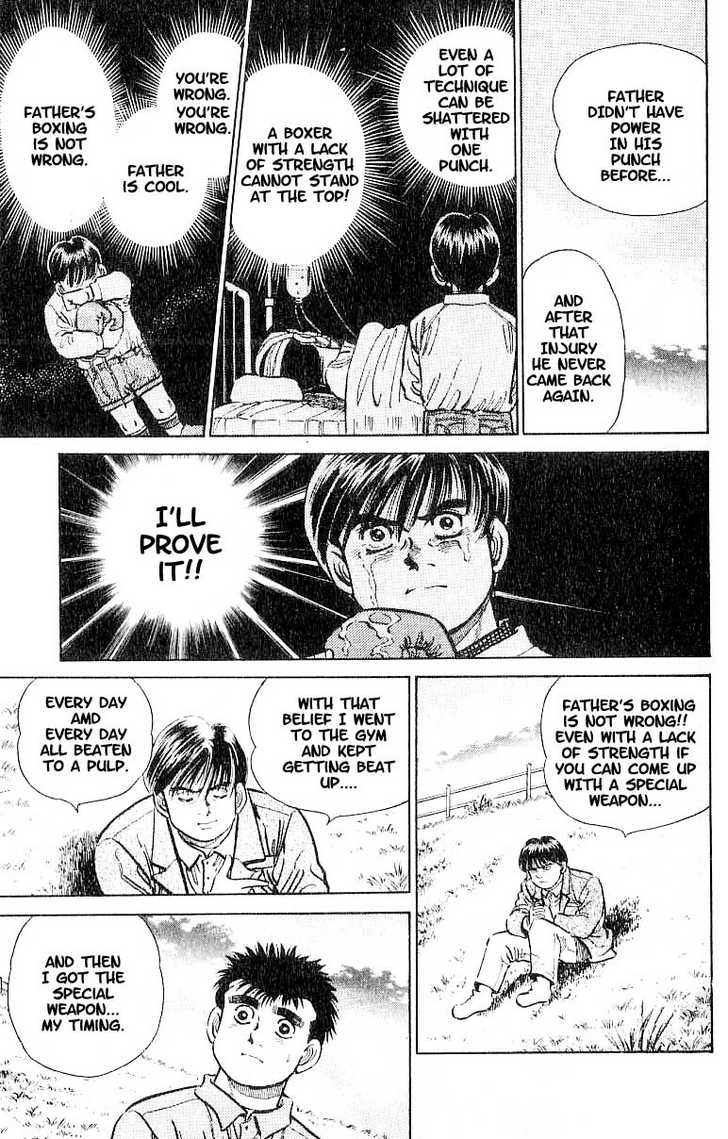 FATHER
DIDN'T HAVE
POWER
IN HIS
PUNCH
BEFORE...
AND
AFTER
THAT
INJURY
HE NEVER
CAME BACK
AGAIN.
EVEN A
LOT OF
TECHNIQUE
CAN BE
SHATTERED
WITH
ONE
PUNCH.
A BOXER
WITH A LACK
OF STRENGTH
CANNOT STAND
AT THE TOP!
YOU'RE
WRONG.
YOU'RE
WRONG.
FATHER
IS COOL.
FATHER'S
BOXING
IS NOT
WRONG.
I'LL
PROVE
IT!!
FATHER'S BOXING
IS NOT WRONG!!
EVEN WITH A LACK
OF STRENGTH IF
YOU CAN COME UP
WITH A SPECIAL
WEAPON...
WITH THAT
BELIEF I WENT
TO THE GYM
AND KEPT
GETTING BEAT
UP....
EVERY DAY
AMD
EVERY DAY
ALL BEATEN
TO A PULP.
AND THEN
I GOT THE
SPECIAL
WEAPON...
MY TIMING.